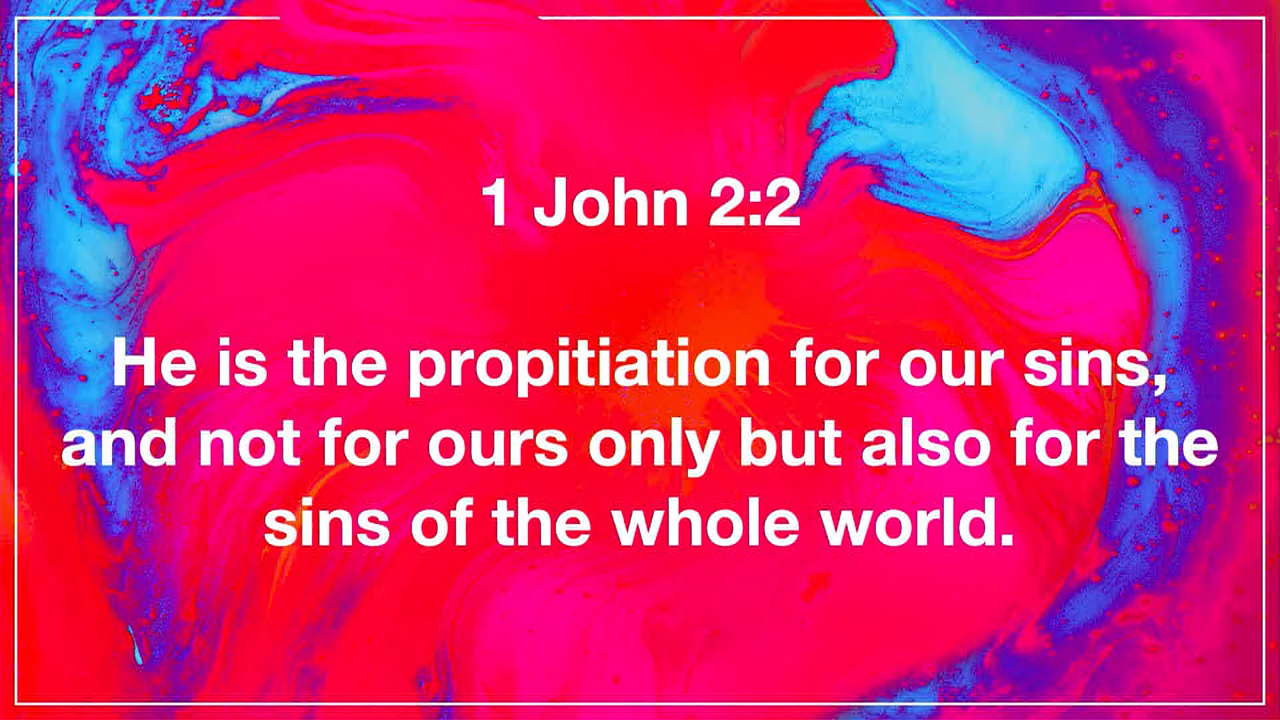 1 John 2:2
He is the propitiation for our sins,
and not for ours only but also for the
sins of the whole world.